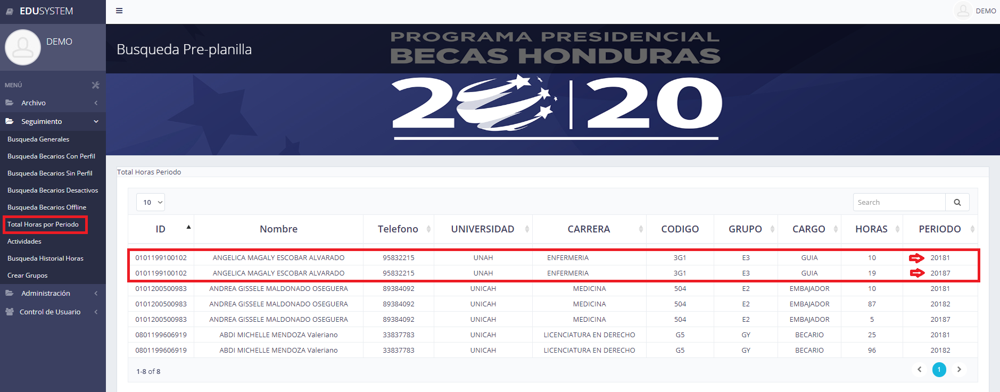 EDUSYSTEM
DEMO
DEMO
MENÚ
Archivo
Seguimiento
Busqueda Generales
Busqueda Becarios Con Perfil
Busqueda Becarios Sin Perfil
Busqueda Becarios Desactivos
Busqueda Becarios Offline
Total Horas por Periodo
Actividades
Busqueda Historial Horas
Crear Grupos
Administración
Control de Usuario
Busqueda Pre-planilla
PROGRAMA PRESIDENCIAL
BECAS HONDURAS
20|20
Total Horas Periodo
10 Search
ID Nombre Telefono UNIVERSIDAD CARRERA CODIGO GRUPO CARGO HORAS PERIODO
0101199100102 ANGELICA MAGALY ESCOBAR ALVARADO 95832215 UNAH ENFERMERIA 3G1 E3 GUIA 10 20181
0101199100102 ANGELICA MAGALY ESCOBAR ALVARADO 95832215 UNAH ENFERMERIA 3G1 E3 GUIA 19 20187
0101200500983 ANDREA GISSELE MALDONADO OSEGUERA 89384092 UNICAH MEDICINA 504 E2 EMBAJADOR 10 20181
0101200500983 ANDREA GISSELE MALDONADO OSEGUERA 89384092 UNICAH MEDICINA 504 E2 EMBAJADOR 87 20182
0101200500983 ANDREA GISSELE MALDONADO OSEGUERA 89384092 UNICAH MEDICINA 504 E2 EMBAJADOR 5 20187
0801199606919 ABDI MICHELLE MENDOZA Valeriano 33837783 UNICAH LICENCIATURA EN DERECHO G5 GY BECARIO 25 20181
0801199606919 ABDI MICHELLE MENDOZA Valeriano 33837783 UNICAH LICENCIATURA EN DERECHO G5 GY BECARIO 96 20182
1-8 of 8 1